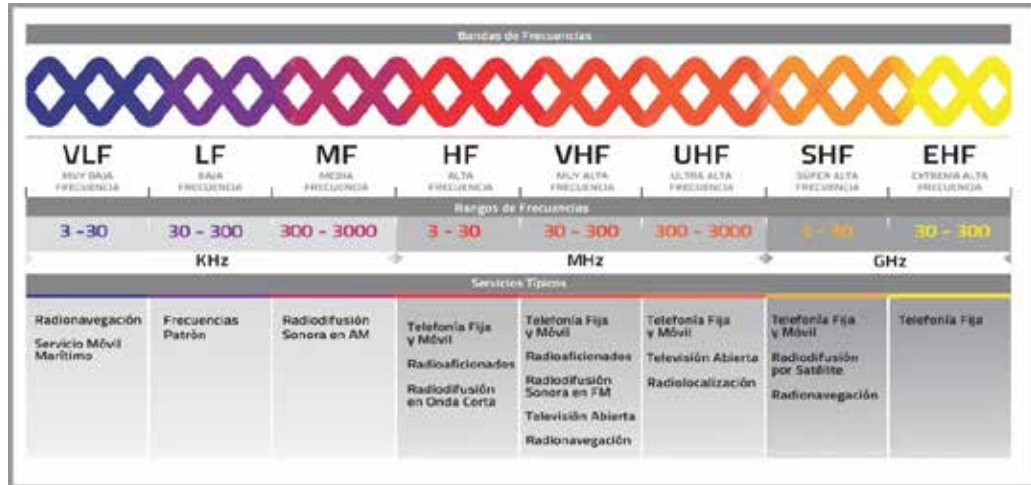 Bandas de Frecuencias
VLF
MUY BAJA
FRECUENCIA
LF
BAJA
FRECUENCIA
MF
MEDIA
FRECUENCIA
HF
ALTA
FRECUENCIA
VHF
MUY ALTA
FRECUENCIA
UHF
ULTRA ALTA
FRECUENCIA
SHF
SÚPER ALTA
FRECUENCIA
EHF
EXTREMA ALTA
FRECUENCIA
Rangos de Frecuencias
3 -30
30 - 300
300 - 3000
3 - 30
30 - 300
300 - 3000
3 - 30
30 - 300
KHz
MHz
GHz
Servicios Típicos
Radionavegación
Servicio Móvil
Marítimo
Frecuencias
Patrón
Radiodifusión
Sonora en AM
Telefonía Fija
y Móvil
Radioaficionados
Radiodifusión
en Onda Corta
Telefonía Fija
y Móvil
Radioaficionados
Radiodifusión
Sonora en FM
Televisión Abierta
Radionavegación
Telefonía Fija
y Móvil
Televisión Abierta
Radiolocalización
Telefonía Fija
y Móvil
Radiodifusión
por Satélite
Radionavegación
Telefonía Fija